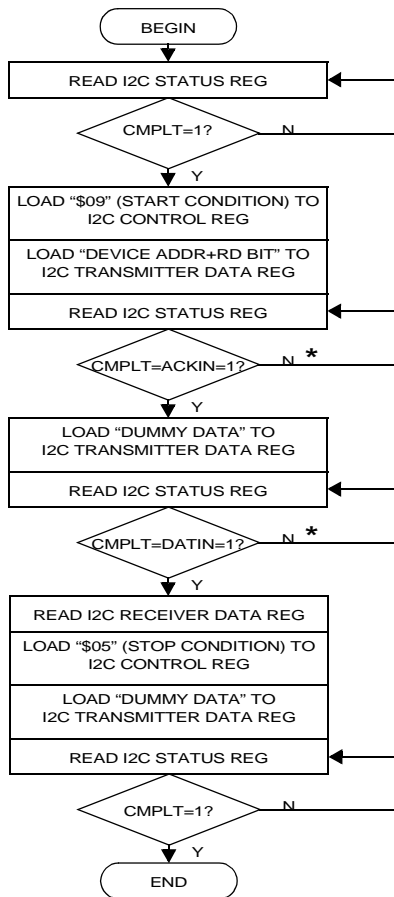 BEGIN
READ I2C STATUS REG
CMPLT=1?
N
Y
LOAD “$09” (START CONDITION) TO
I2C CONTROL REG
LOAD “DEVICE ADDR+RD BIT” TO
I2C TRANSMITTER DATA REG
READ I2C STATUS REG
CMPLT=ACKIN=1?
N *
Y
LOAD “DUMMY DATA” TO
I2C TRANSMITTER DATA REG
READ I2C STATUS REG
CMPLT=DATIN=1?
N *
Y
READ I2C RECEIVER DATA REG
LOAD “$05” (STOP CONDITION) TO
I2C CONTROL REG
LOAD “DUMMY DATA” TO
I2C TRANSMITTER DATA REG
READ I2C STATUS REG
CMPLT=1?
N
Y
END